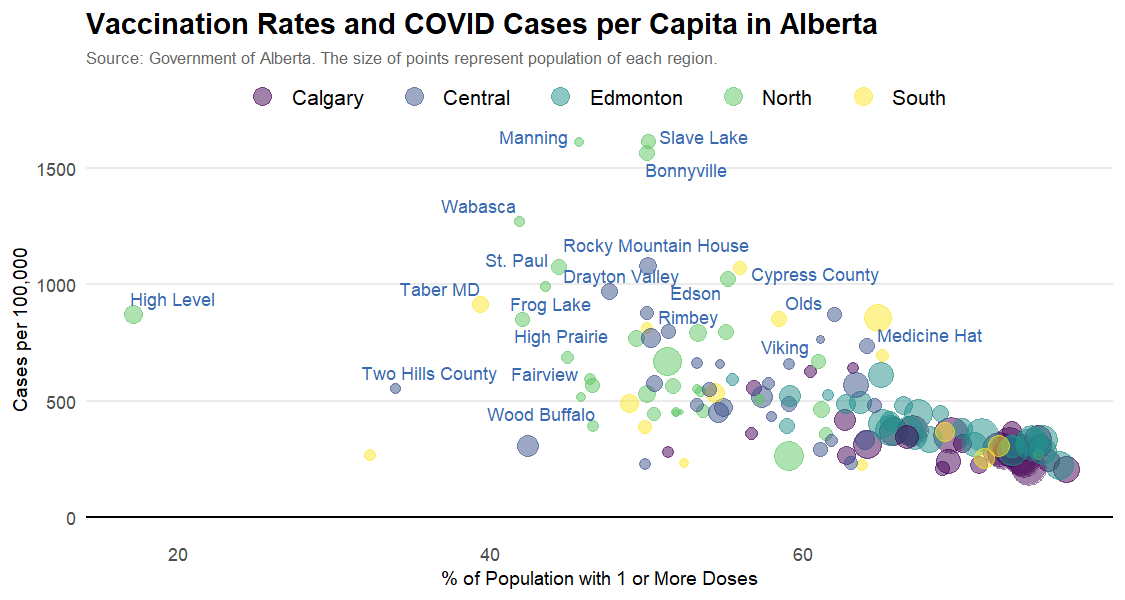 Vaccination Rates and COVID Cases per Capita in Alberta
Source: Government of Alberta. The size of points represent population of each region.
Calgary Central Edmonton North South
Manning Slave Lake
Bonnyville
1500
Wabasca
Rocky Mountain House
St. Paul
Cypress County
Drayton Valley
1000
Taber MD
Edson
High Level
Frog Lake
Olds
Rimbey
High Prairie
Medicine Hat
Viking
Two Hills County
Fairview
500
Wood Buffalo
0
20 40 60
Cases per 100,000
% of Population with 1 or More Doses